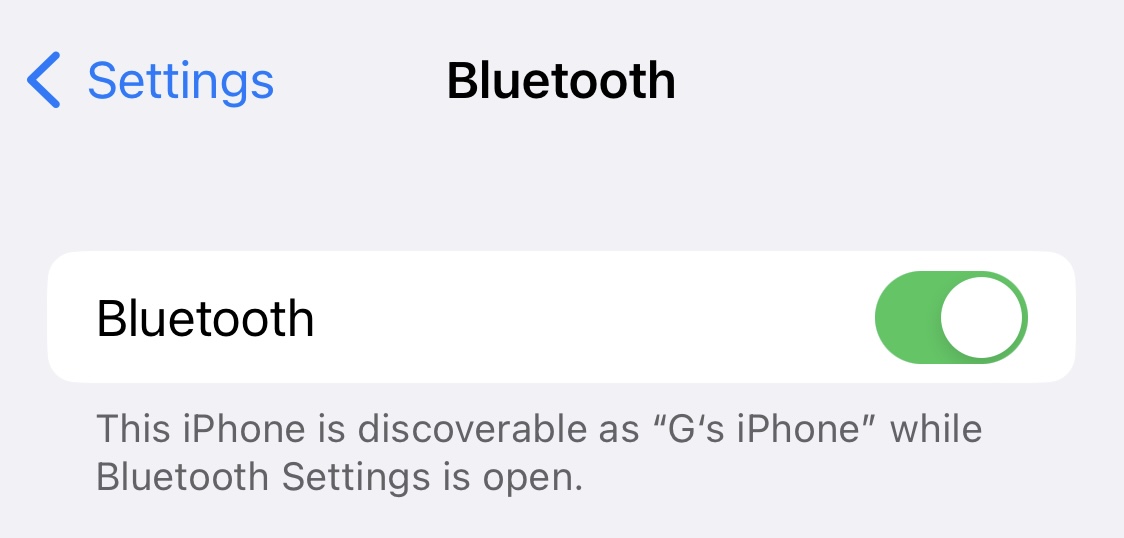 Settings
Bluetooth
Bluetooth
This iPhone is discoverable as “G‘s iPhone” while
Bluetooth Settings is open.